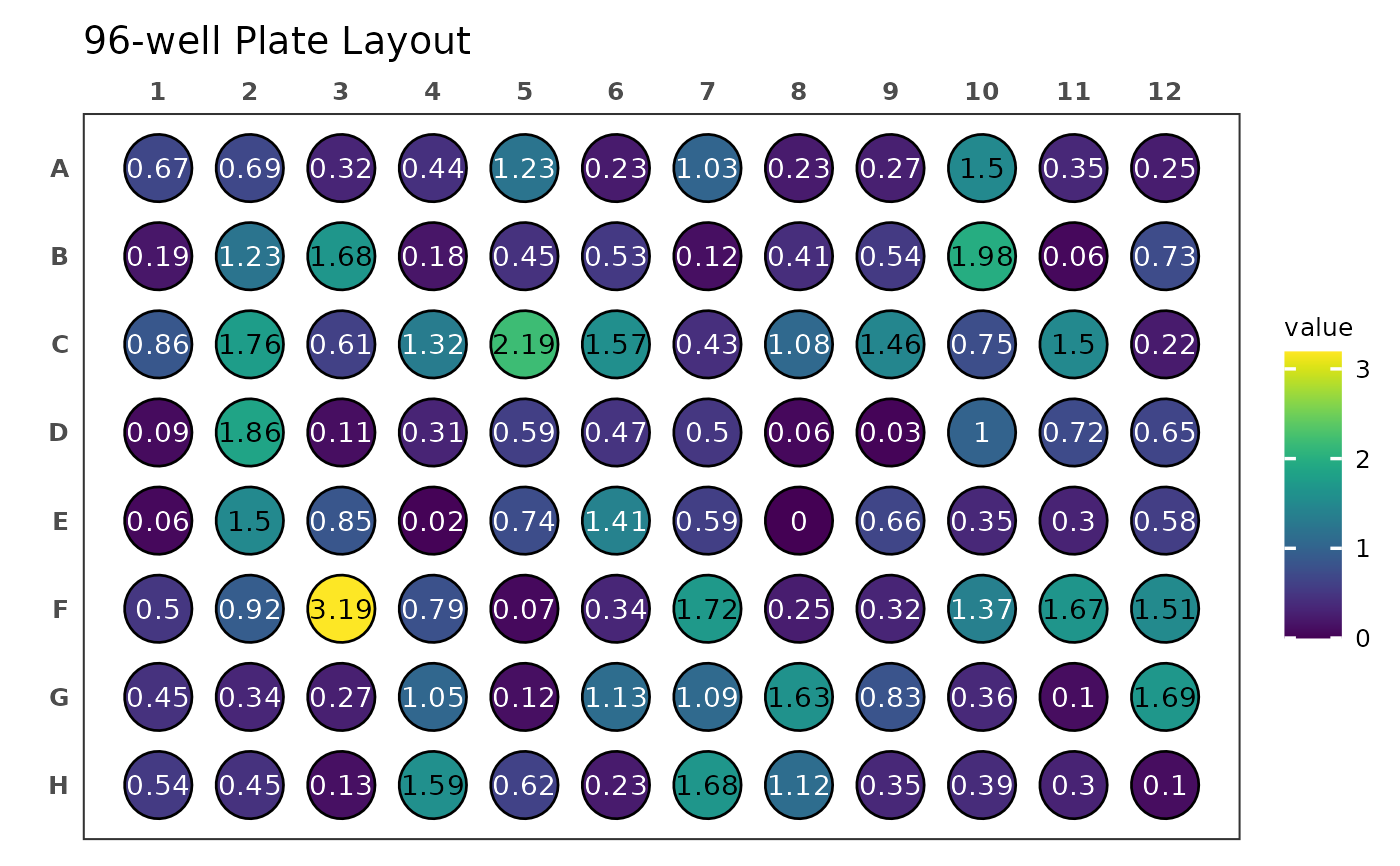 96-well Plate Layout
1 2 3 4 5 6 7 8 9 10 11 12
A 0.67 0.69 0.32 0.44 1.23 0.23 1.03 0.23 0.27 1.5 0.35 0.25
B 0.19 1.23 1.68 0.18 0.45 0.53 0.12 0.41 0.54 1.98 0.06 0.73
C 0.86 1.76 0.61 1.32 2.19 1.57 0.43 1.08 1.46 0.75 1.5 0.22
D 0.09 1.86 0.11 0.31 0.59 0.47 0.5 0.06 0.03 1 0.72 0.65
E 0.06 1.5 0.85 0.02 0.74 1.41 0.59 0 0.66 0.35 0.3 0.58
F 0.5 0.92 3.19 0.79 0.07 0.34 1.72 0.25 0.32 1.37 1.67 1.51
G 0.45 0.34 0.27 1.05 0.12 1.13 1.09 1.63 0.83 0.36 0.1 1.69
H 0.54 0.45 0.13 1.59 0.62 0.23 1.68 1.12 0.35 0.39 0.3 0.1
value
3
2
1
0